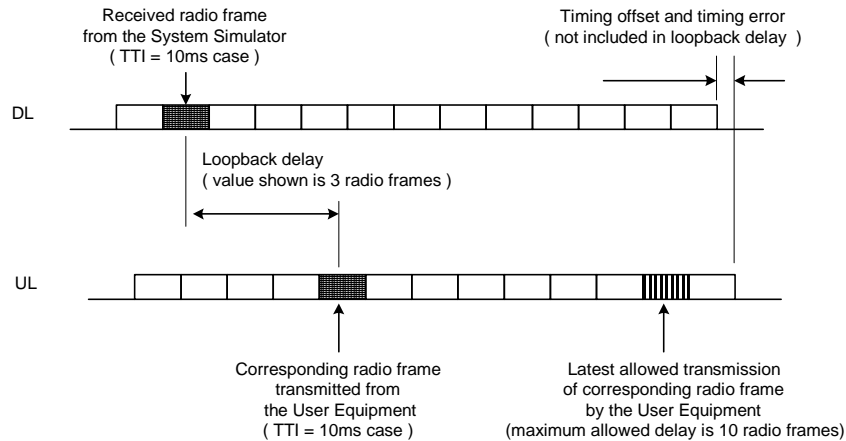 Received radio frame
from the System Simulator
( TTI = 10ms case )
Timing offset and timing error
( not included in loopback delay )
DL
Loopback delay
( value shown is 3 radio frames )
UL
Corresponding radio frame
transmitted from
the User Equipment
( TTI = 10ms case )
Latest allowed transmission
of corresponding radio frame
by the User Equipment
(maximum allowed delay is 10 radio frames)